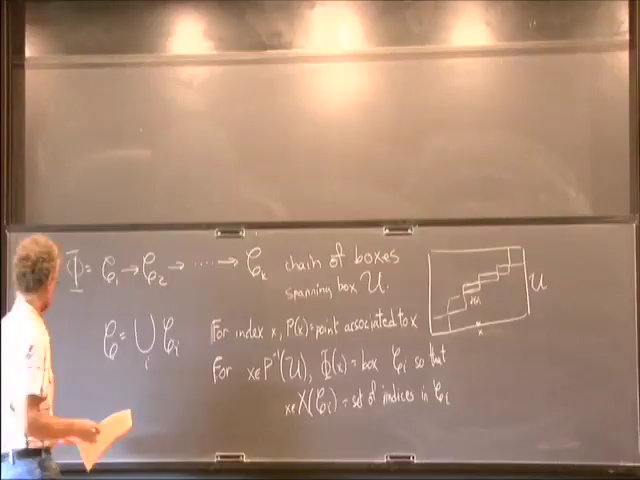 Φ = 𝒞₁ → 𝒞₂ → ···· → 𝒞ₖ chain of boxes
spanning box 𝒰.
𝒰
x
𝒞 = ⋃ᵢ 𝒞ᵢ
For index x, P(x) = point associated to x
For x∈P⁻¹(𝒰), Φ(x) = box 𝒞ᵢ so that
x∈X(𝒞ᵢ) = set of indices in 𝒞ᵢ